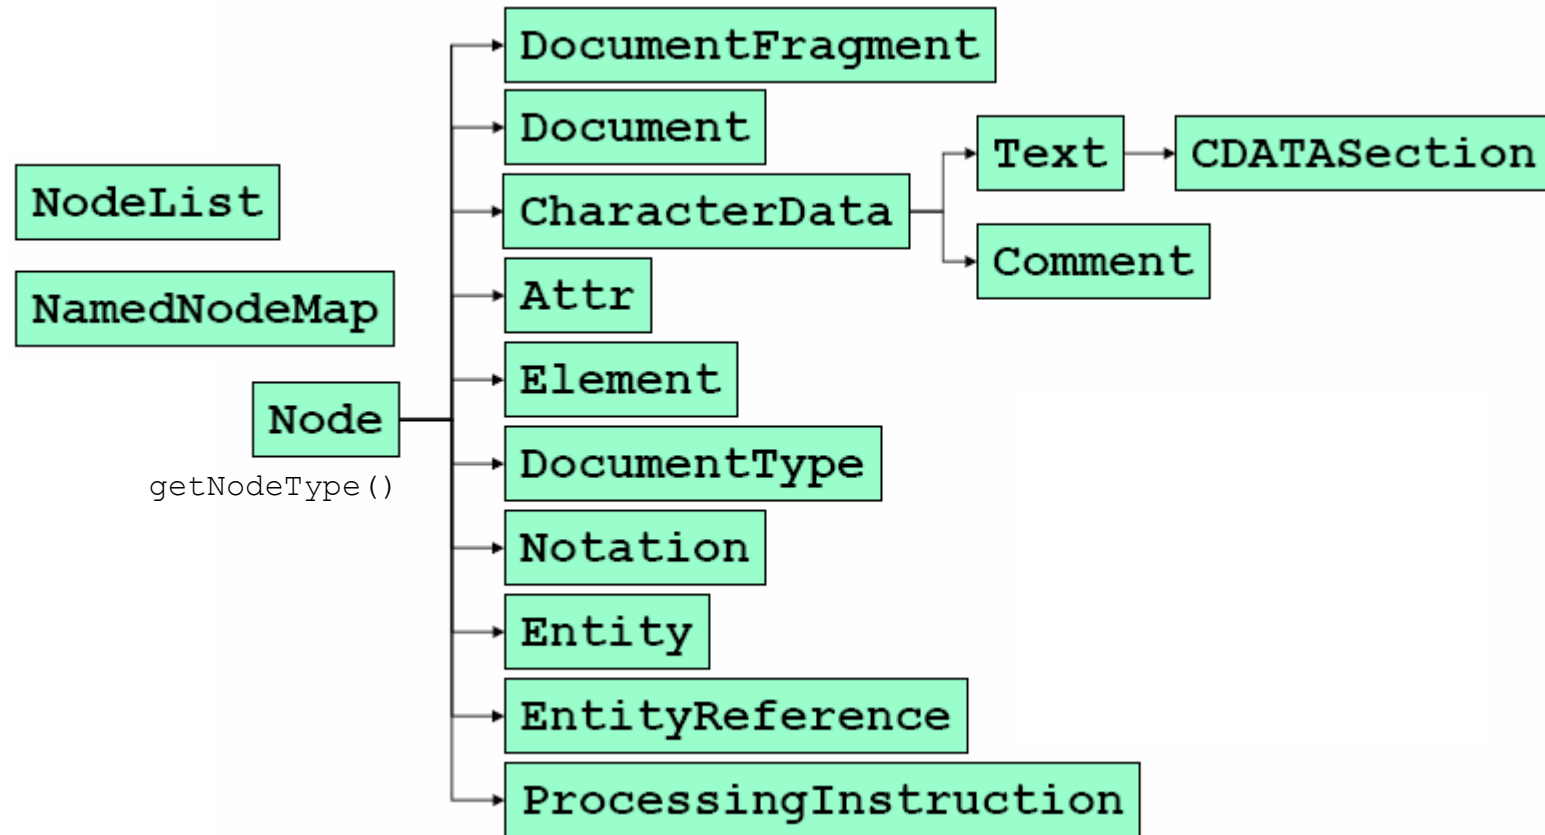 DocumentFragment
Document
CharacterData
Text
CDATASection
Comment
NodeList
NamedNodeMap
Attr
Element
Node
getNodeType()
DocumentType
Notation
Entity
EntityReference
ProcessingInstruction